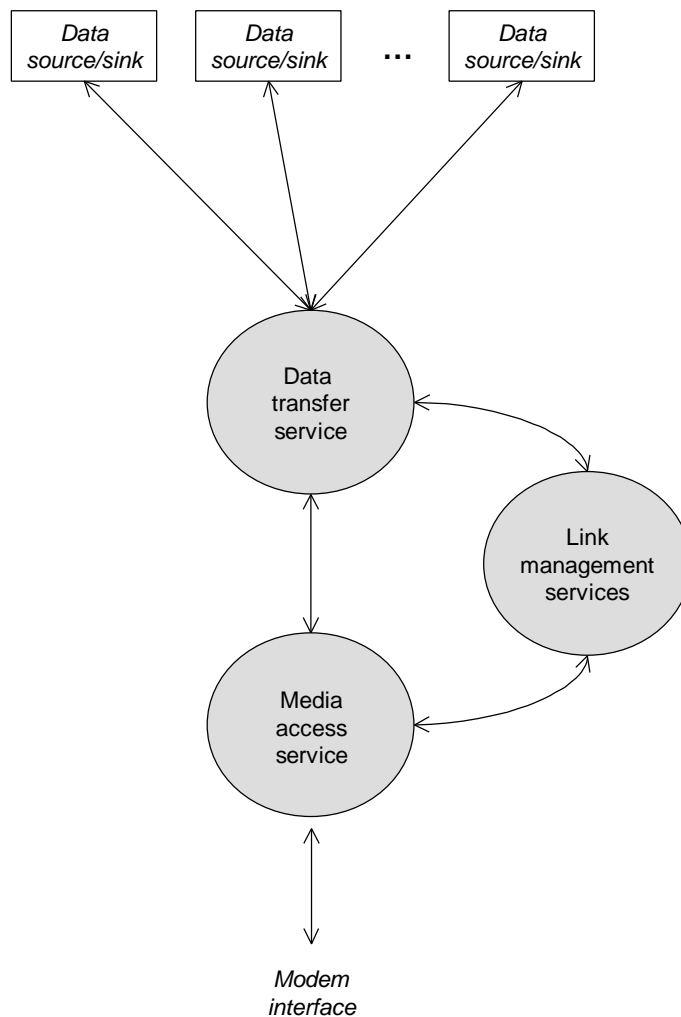 Data
source/sink
Data
source/sink
...
Data
source/sink
Data
transfer
service
Link
management
services
Media
access
service
Modem
interface